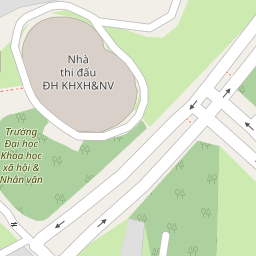 Nhà
thi đấu
ĐH KHXH&NV
Trường
Đại học
Khoa học
xã hội &
Nhân văn